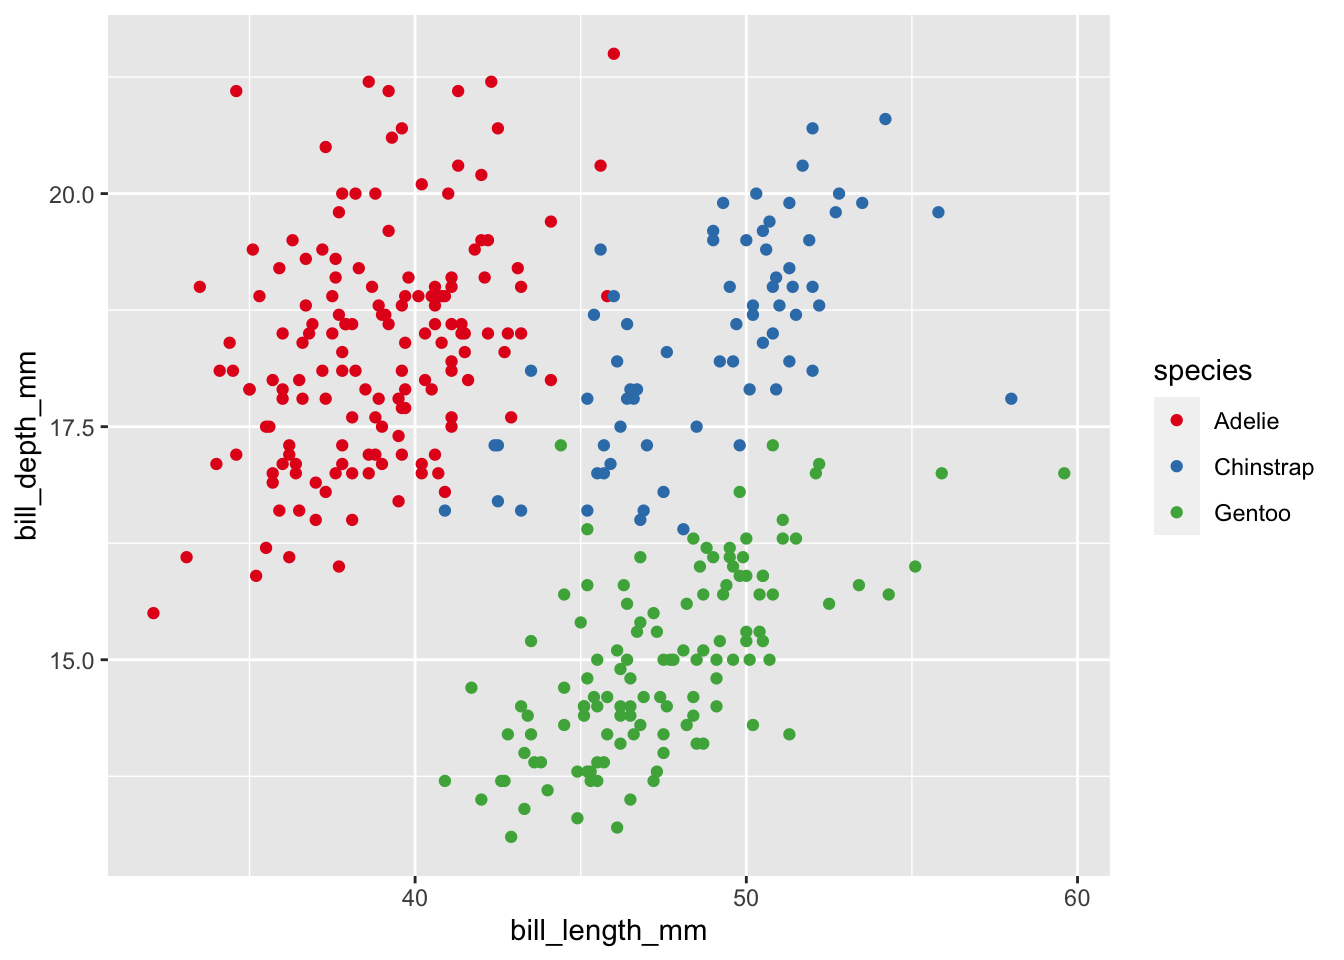 20.0
17.5
15.0
bill_depth_mm
40
50
60
bill_length_mm
species
Adelie
Chinstrap
Gentoo